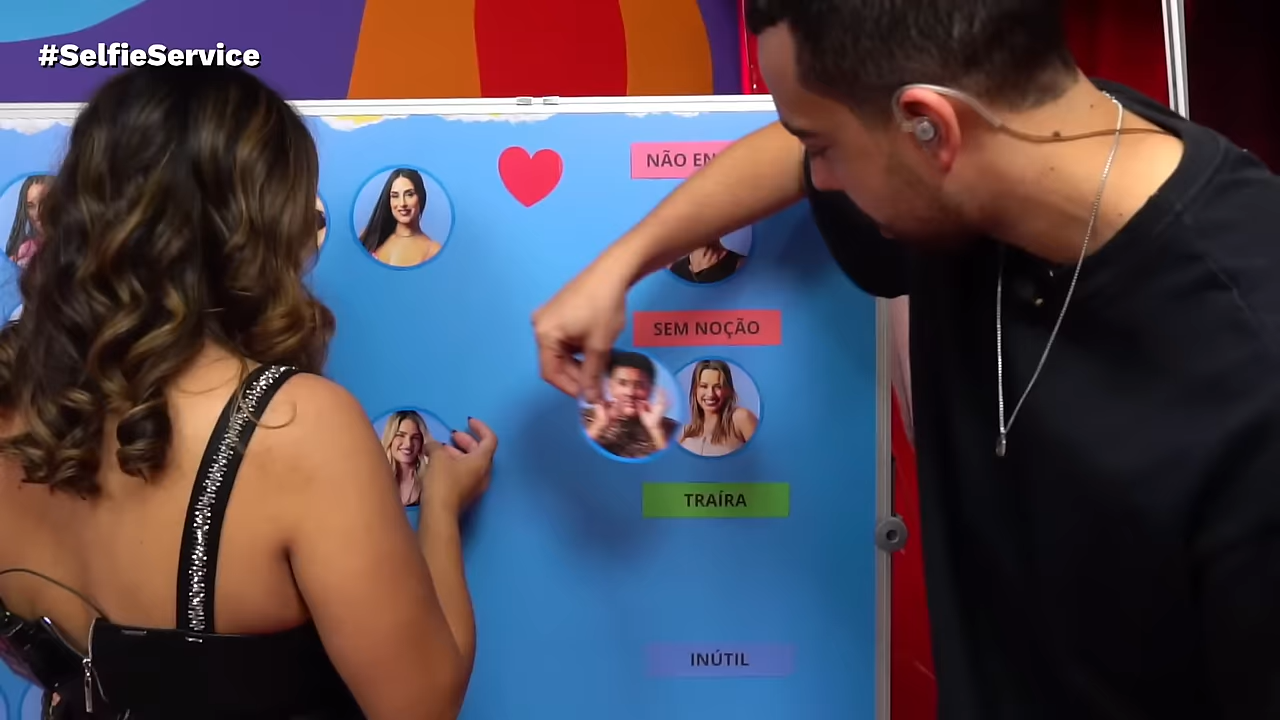 #SelfieService
NÃO EN
SEM NOÇÃO
TRAÍRA
INÚTIL